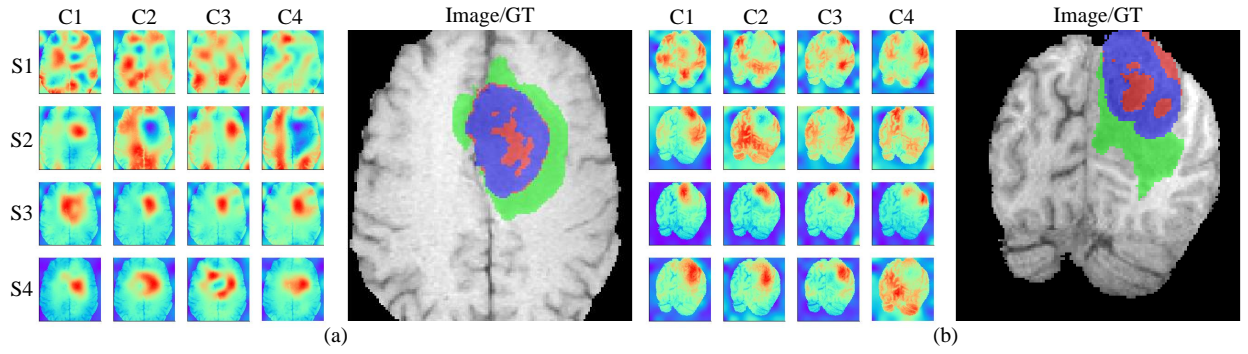 C1 C2 C3 C4 Image/GT C1 C2 C3 C4 Image/GT
S1
S2
S3
S4
(a) (b)